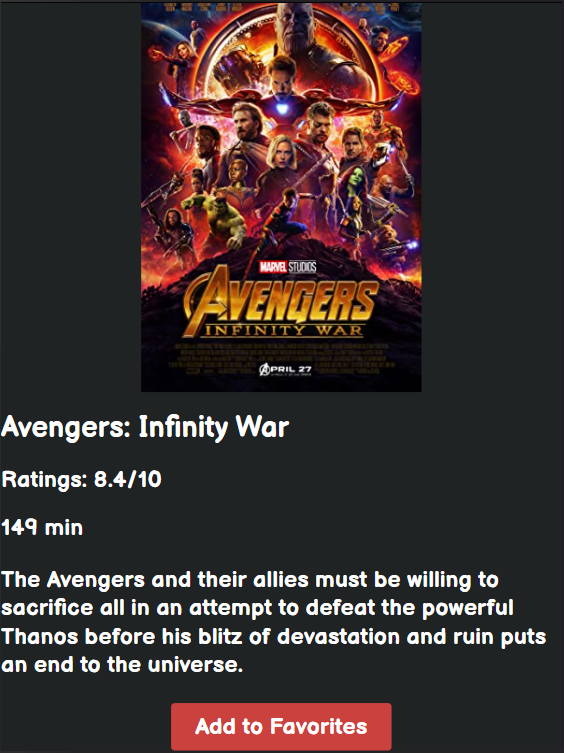 MARVEL STUDIOS
AVENGERS
INFINITY WAR
APRIL 27
Avengers: Infinity War
Ratings: 8.4/10
149 min
The Avengers and their allies must be willing to
sacrifice all in an attempt to defeat the powerful
Thanos before his blitz of devastation and ruin puts
an end to the universe.
Add to Favorites